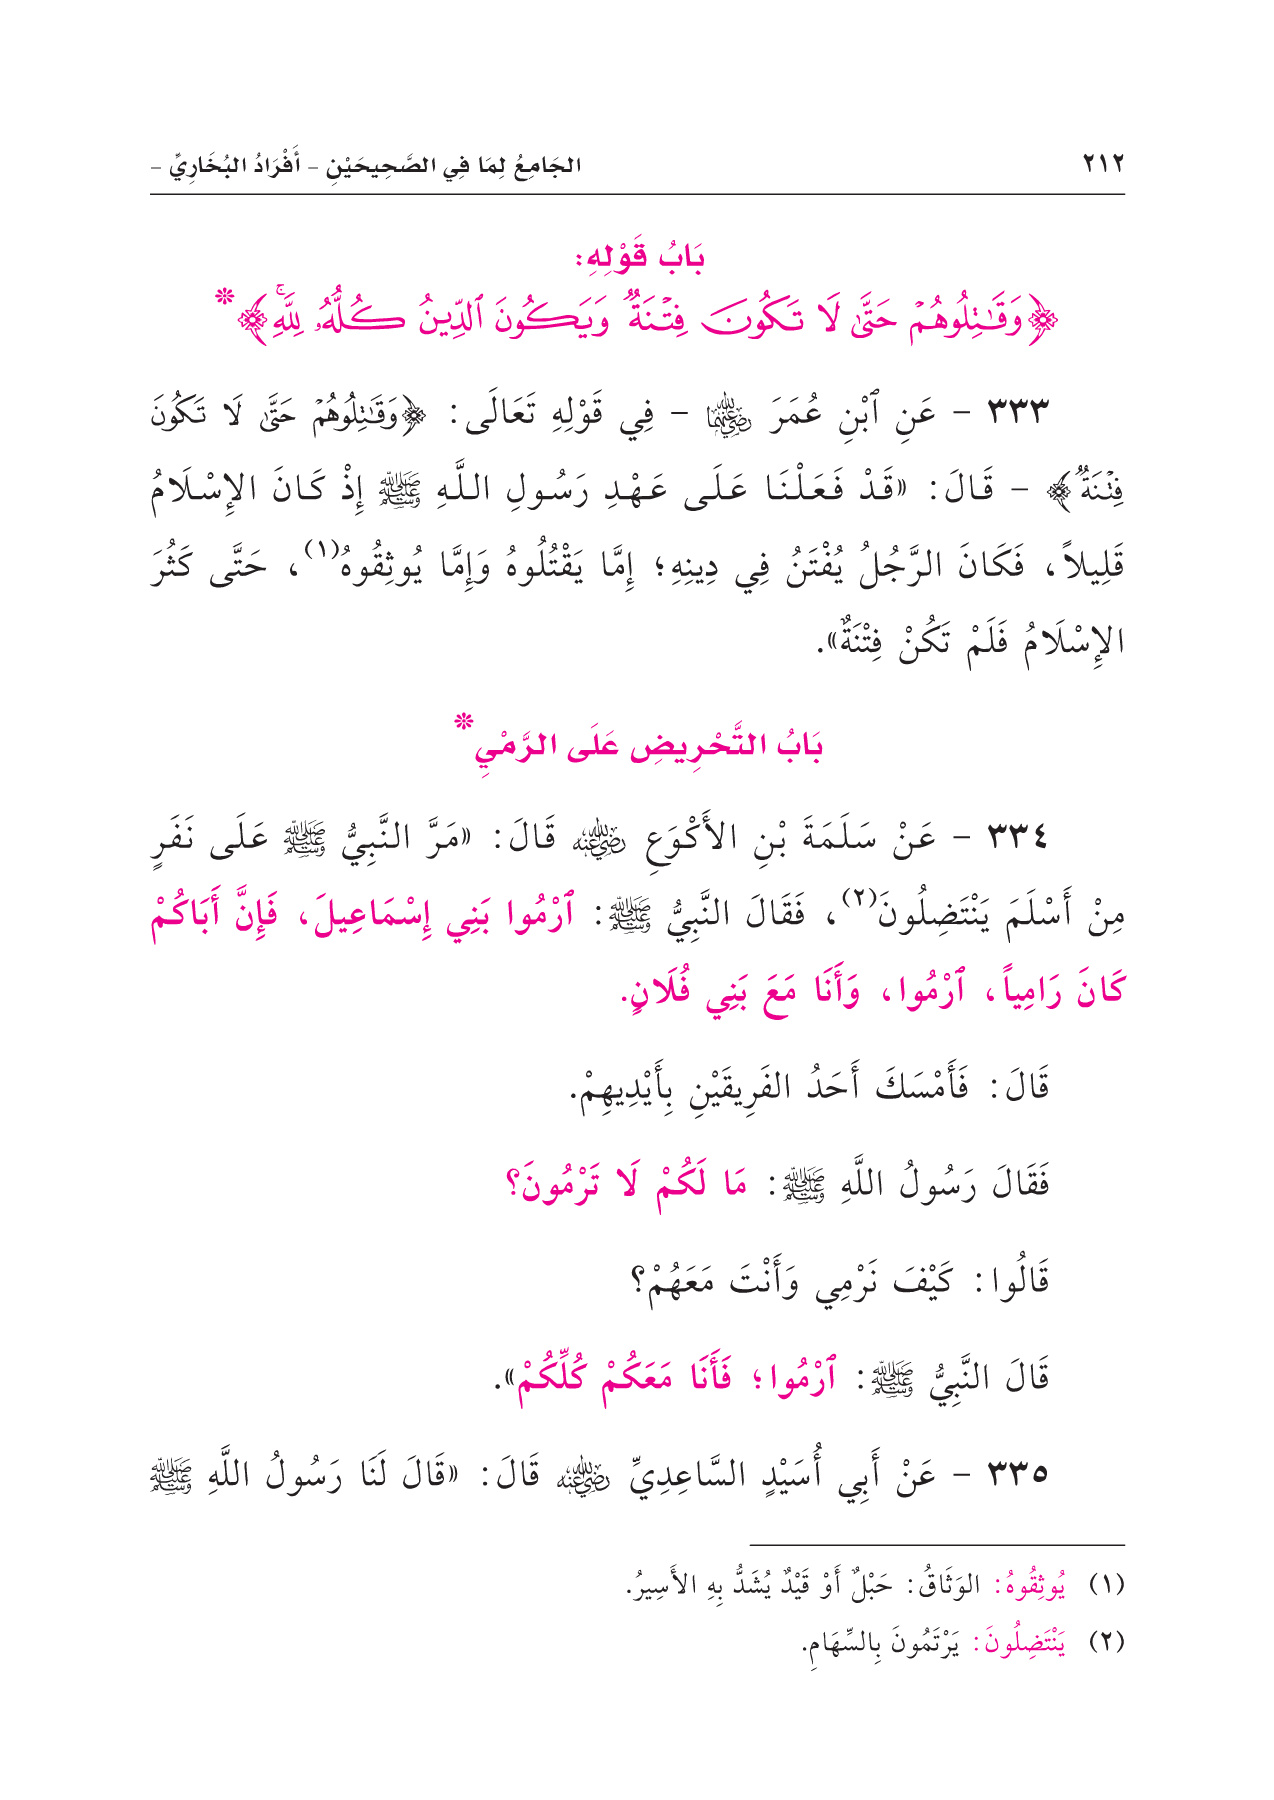 ٢١٢
الجَامِعُ لِمَا فِي الصَّحِيحَيْنِ – أَفْرَادُ البُخَارِيِّ –
بَابُ قَوْلِهِ:
﴿وَقَٰتِلُوهُمۡ حَتَّىٰ لَا تَكُونَ فِتۡنَةٞ وَيَكُونَ ٱلدِّينُ كُلُّهُۥ لِلَّهِۚ﴾*
٣٣٣ – عَنِ ٱبْنِ عُمَرَ رضي الله عنهما – فِي قَوْلِهِ تَعَالَى: ﴿وَقَٰتِلُوهُمۡ حَتَّىٰ لَا تَكُونَ
فِتۡنَةٞ﴾ – قَالَ: «قَدْ فَعَلْنَا عَلَى عَهْدِ رَسُولِ اللَّهِ ﷺ إِذْ كَانَ الإِسْلَامُ
قَلِيلاً، فَكَانَ الرَّجُلُ يُفْتَنُ فِي دِينِهِ؛ إِمَّا يَقْتُلُوهُ وَإِمَّا يُوثِقُوهُ(١)، حَتَّى كَثُرَ
الإِسْلَامُ فَلَمْ تَكُنْ فِتْنَةٌ».
بَابُ التَّحْرِيضِ عَلَى الرَّمْيِ*
٣٣٤ – عَنْ سَلَمَةَ بْنِ الأَكْوَعِ رضي الله عنه قَالَ: «مَرَّ النَّبِيُّ ﷺ عَلَى نَفَرٍ
مِنْ أَسْلَمَ يَنْتَضِلُونَ(٢)، فَقَالَ النَّبِيُّ ﷺ: ٱرْمُوا بَنِي إِسْمَاعِيلَ، فَإِنَّ أَبَاكُمْ
كَانَ رَامِياً، ٱرْمُوا، وَأَنَا مَعَ بَنِي فُلَانٍ.
قَالَ: فَأَمْسَكَ أَحَدُ الفَرِيقَيْنِ بِأَيْدِيهِمْ.
فَقَالَ رَسُولُ اللَّهِ ﷺ: مَا لَكُمْ لَا تَرْمُونَ؟
قَالُوا: كَيْفَ نَرْمِي وَأَنْتَ مَعَهُمْ؟
قَالَ النَّبِيُّ ﷺ: ٱرْمُوا؛ فَأَنَا مَعَكُمْ كُلِّكُمْ».
٣٣٥ – عَنْ أَبِي أُسَيْدٍ السَّاعِدِيِّ رضي الله عنه قَالَ: «قَالَ لَنَا رَسُولُ اللَّهِ ﷺ
(١) يُوثِقُوهُ: الوَثَاقُ: حَبْلٌ أَوْ قَيْدٌ يُشَدُّ بِهِ الأَسِيرُ.
(٢) يَنْتَضِلُونَ: يَرْتَمُونَ بِالسِّهَامِ.